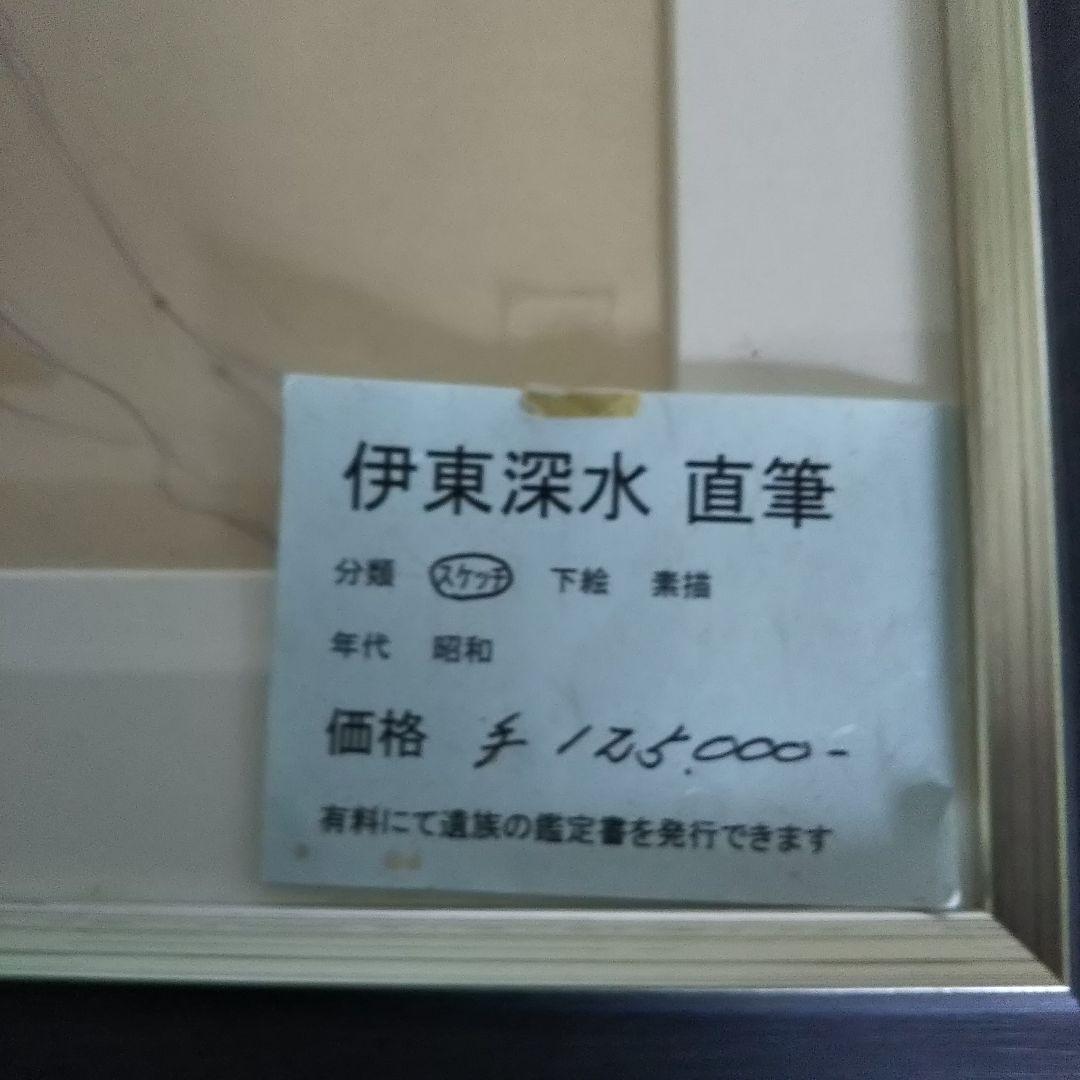 伊東深水 直筆
分類 スケッチ 下絵 素描
年代 昭和
価格 ¥125.000-
有料にて遺族の鑑定書を発行できます